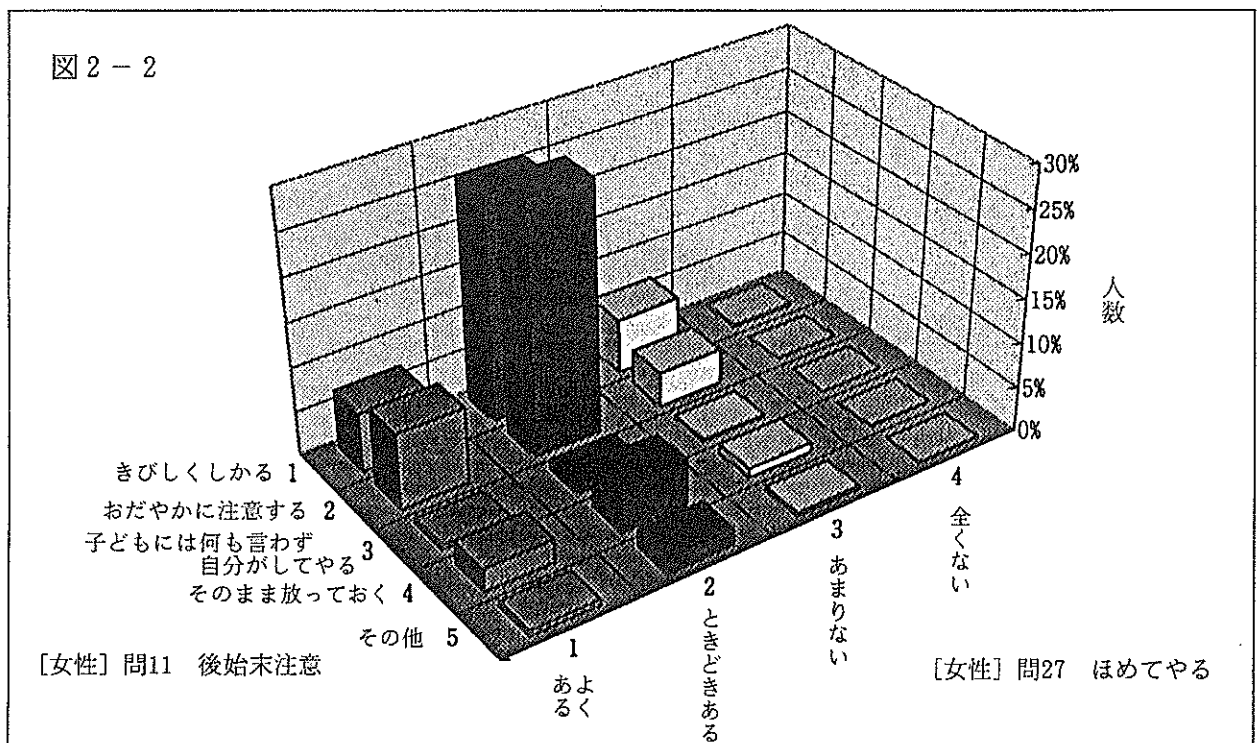 図2－2
30%
25%
20%
15%
10%
5%
0%
人数
きびしくしかる 1
おだやかに注意する 2
子どもには何も言わず
自分がしてやる 3
そのまま放っておく 4
その他 5
1 よくある
2 ときどきある
3 あまりない
4 全くない
[女性] 問11 後始末注意
[女性] 問27 ほめてやる